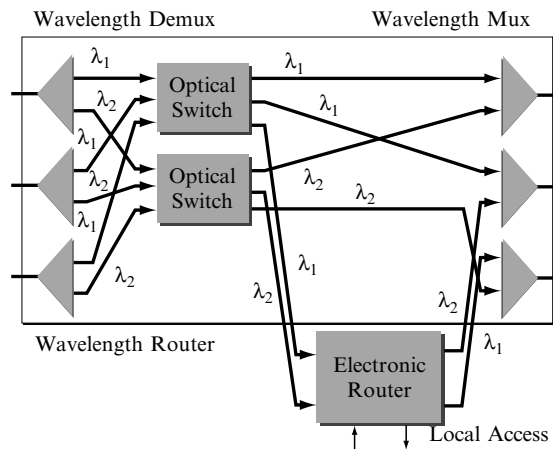 Wavelength Demux
Wavelength Mux
λ1
λ1
Optical
Switch
λ2
λ1
λ1
λ2
λ2
Optical
Switch
λ2
λ1
λ2
λ1
λ2
λ2
Wavelength Router
λ1
Electronic
Router
Local Access